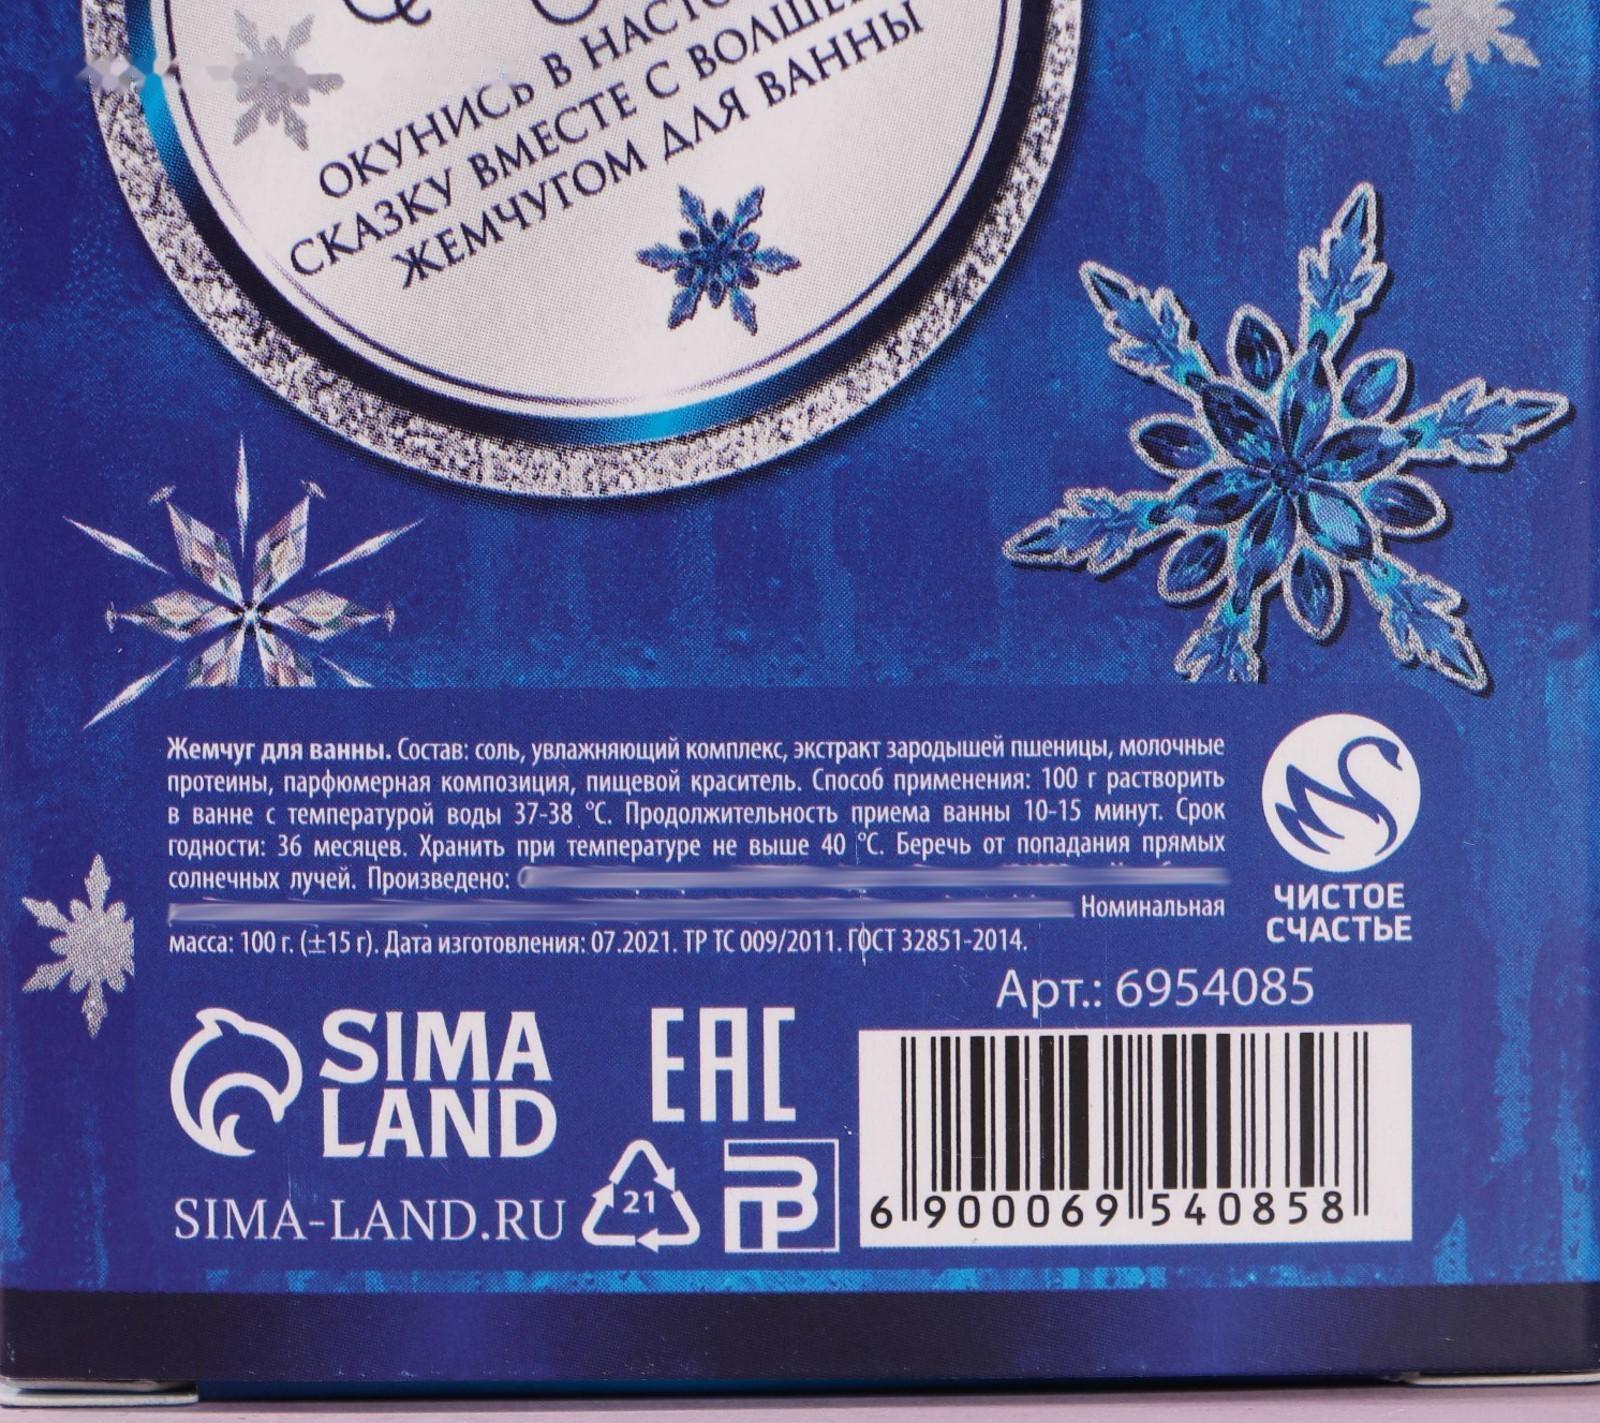 ОКУНИСЬ В
СКАЗКУ ВМЕСТЕ С
ЖЕМЧУГОМ ДЛЯ ВАННЫ
Жемчуг для ванны. Состав: соль, увлажняющий комплекс, экстракт зародышей пшеницы, молочные
протеины, парфюмерная композиция, пищевой краситель. Способ применения: 100 г растворить
в ванне с температурой воды 37-38 °С. Продолжительность приема ванны 10-15 минут. Срок
годности: 36 месяцев. Хранить при температуре не выше 40 °С. Беречь от попадания прямых
солнечных лучей. Произведено:
Номинальная
масса: 100 г. (±15 г). Дата изготовления: 07.2021. ТР ТС 009/2011. ГОСТ 32851-2014.
ЧИСТОЕ
СЧАСТЬЕ
Арт.: 6954085
SIMA
LAND
EAC
SIMA-LAND.RU
21
6 900069 540858